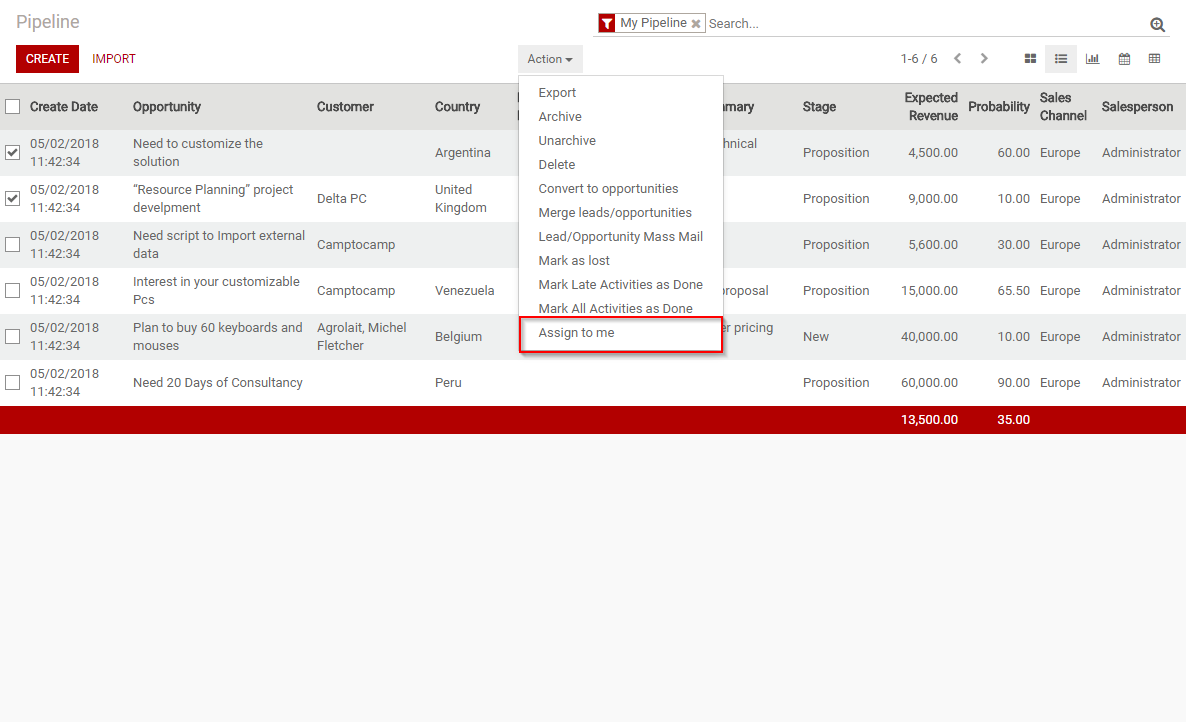 Pipeline
My Pipeline Search...
CREATE IMPORT Action 1-6 / 6
Export
Archive
Unarchive
Delete
Convert to opportunities
Merge leads/opportunities
Lead/Opportunity Mass Mail
Mark as lost
Mark Late Activities as Done
Mark All Activities as Done
Assign to me
Create Date Opportunity Customer Country Stage Expected Revenue Probability Sales Channel Salesperson
05/02/2018
11:42:34
Need to customize the
solution
Argentina Proposition 4,500.00 60.00 Europe Administrator
05/02/2018
11:42:34
“Resource Planning” project
develpment
Delta PC
United
Kingdom
Proposition 9,000.00 10.00 Europe Administrator
05/02/2018
11:42:34
Need script to Import external
data
Camptocamp Proposition 5,600.00 30.00 Europe Administrator
05/02/2018
11:42:34
Interest in your customizable
Pcs
Camptocamp Venezuela proposal Proposition 15,000.00 65.50 Europe Administrator
05/02/2018
11:42:34
Plan to buy 60 keyboards and
mouses
Agrolait, Michel
Fletcher
Belgium pricing New 40,000.00 10.00 Europe Administrator
05/02/2018
11:42:34
Need 20 Days of Consultancy Peru Proposition 60,000.00 90.00 Europe Administrator
13,500.00 35.00